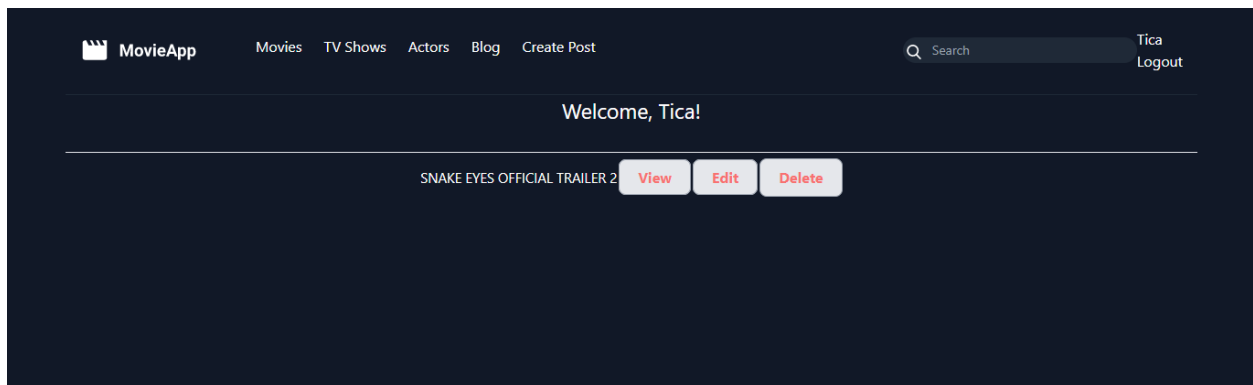 MovieApp Movies TV Shows Actors Blog Create Post Search Tica
Logout
Welcome, Tica!
SNAKE EYES OFFICIAL TRAILER 2 View Edit Delete